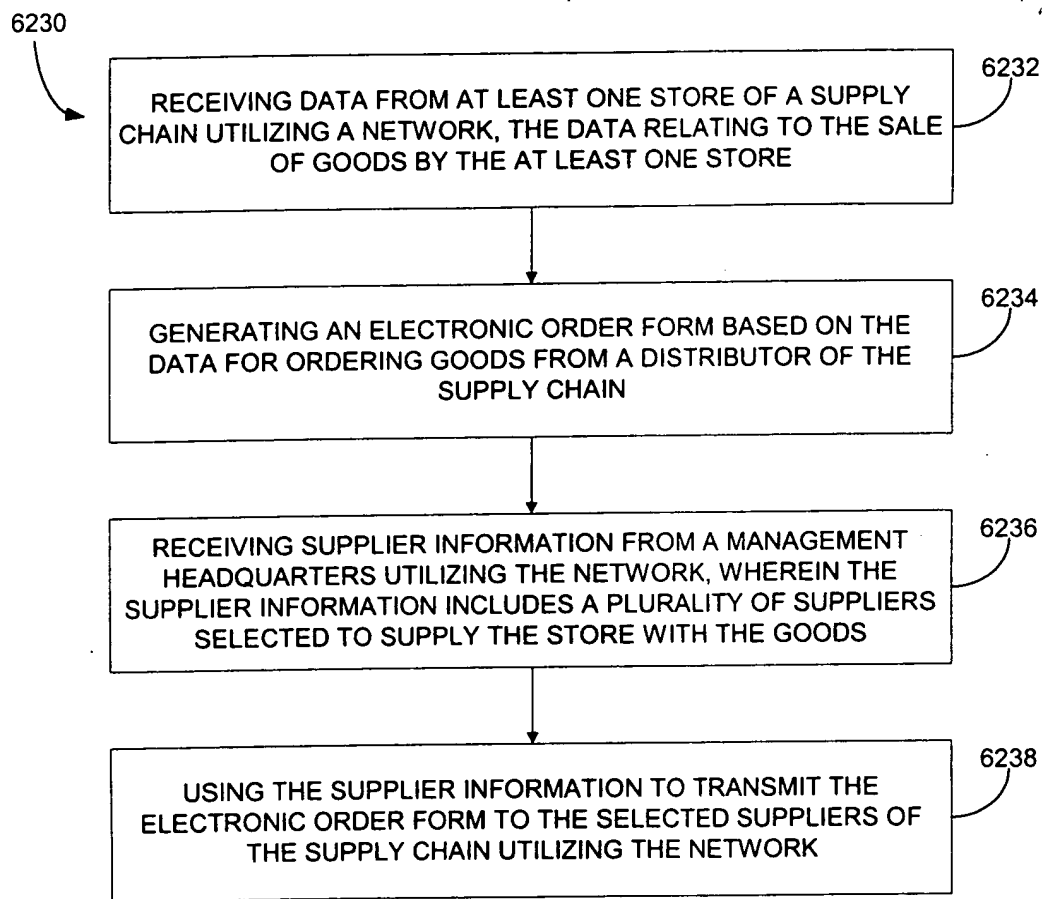 6230
6232
RECEIVING DATA FROM AT LEAST ONE STORE OF A SUPPLY
CHAIN UTILIZING A NETWORK, THE DATA RELATING TO THE SALE
OF GOODS BY THE AT LEAST ONE STORE
6234
GENERATING AN ELECTRONIC ORDER FORM BASED ON THE
DATA FOR ORDERING GOODS FROM A DISTRIBUTOR OF THE
SUPPLY CHAIN
6236
RECEIVING SUPPLIER INFORMATION FROM A MANAGEMENT
HEADQUARTERS UTILIZING THE NETWORK, WHEREIN THE
SUPPLIER INFORMATION INCLUDES A PLURALITY OF SUPPLIERS
SELECTED TO SUPPLY THE STORE WITH THE GOODS
6238
USING THE SUPPLIER INFORMATION TO TRANSMIT THE
ELECTRONIC ORDER FORM TO THE SELECTED SUPPLIERS OF
THE SUPPLY CHAIN UTILIZING THE NETWORK